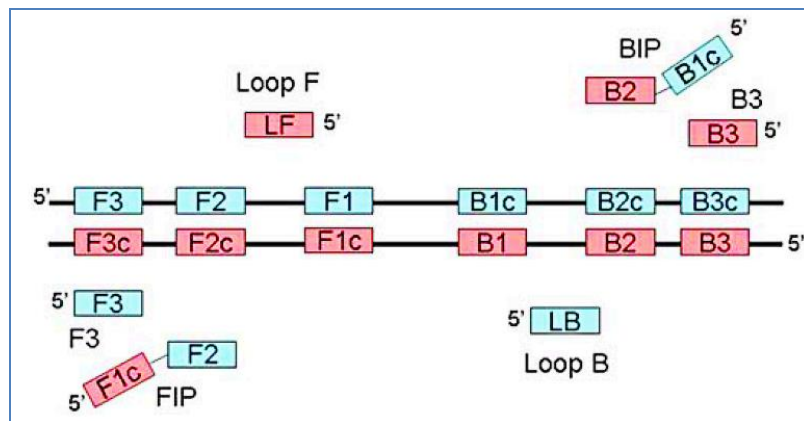 5’
BIP
B1c
Loop F
B2
B3
LF 5’
B3 5’
5’ F3 F2 F1 B1c B2c B3c
F3c F2c F1c B1 B2 B3 5’
5’ F3
5’ LB
F3
F1c F2
Loop B
5’ FIP